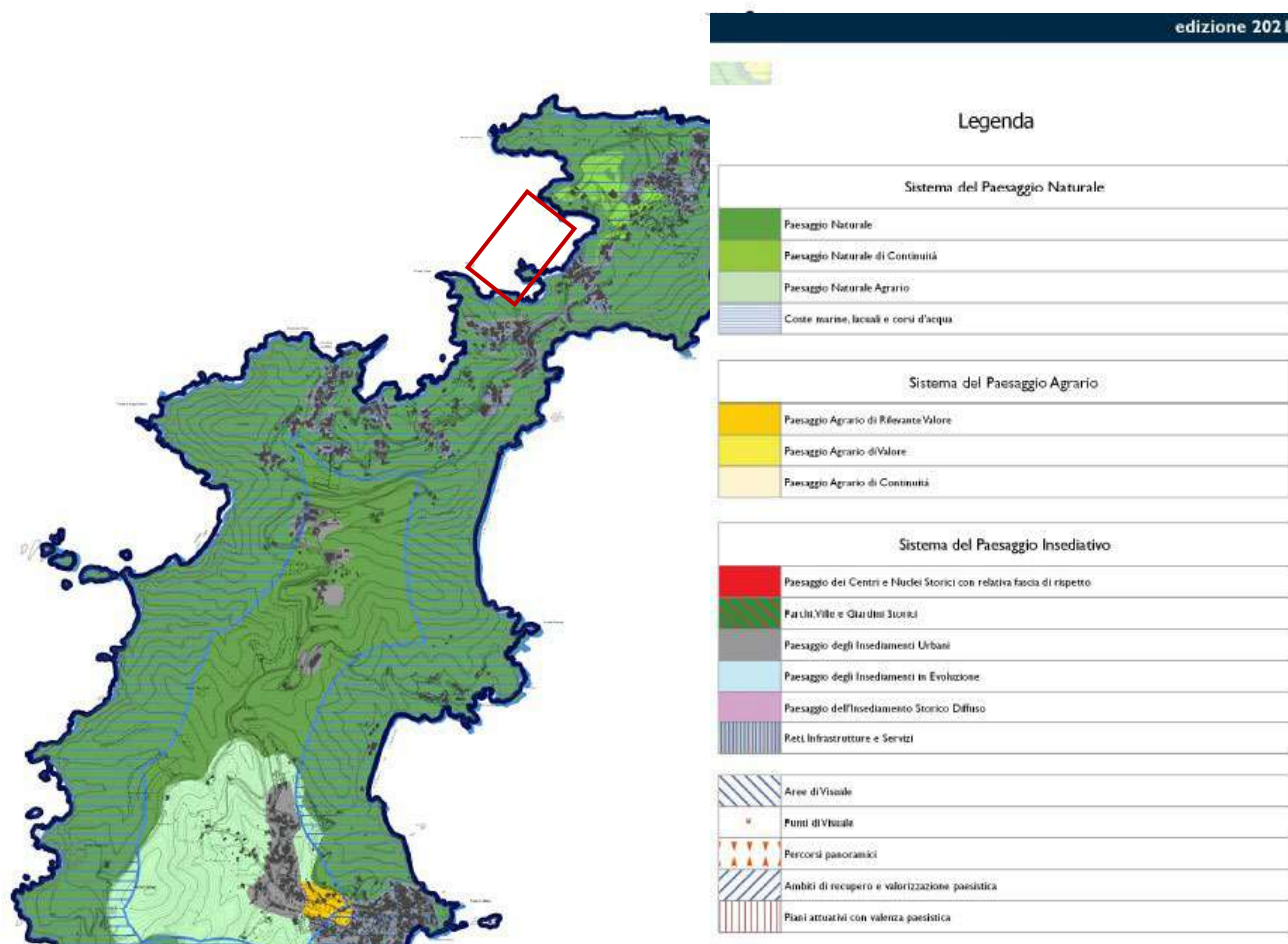 edizione 2021
Legenda
Sistema del Paesaggio Naturale
Paesaggio Naturale
Paesaggio Naturale di Continuitá
Paesaggio Naturale Agrario
Coste marine, lacuali e corsi d'acqua
Sistema del Paesaggio Agrario
Paesaggio Agrario di Rilevante Valore
Paesaggio Agrario di Valore
Paesaggio Agrario di Continuitá
Sistema del Paesaggio Insediativo
Paesaggio dei Centri e Nuclei Storici con relativa fascia di rispetto
Parchi, Ville e Giardini Storici
Paesaggio degli Insediamenti Urbani
Paesaggio degli Insediamenti in Evoluzione
Paesaggio dell'Insediamento Storico Diffuso
Reti, Infrastrutture e Servizi
Aree di Visuale
Punti di Visuale
Percorsi panoramici
Ambiti di recupero e valorizzazione paesistica
Piani attuativi con valenza paesistica